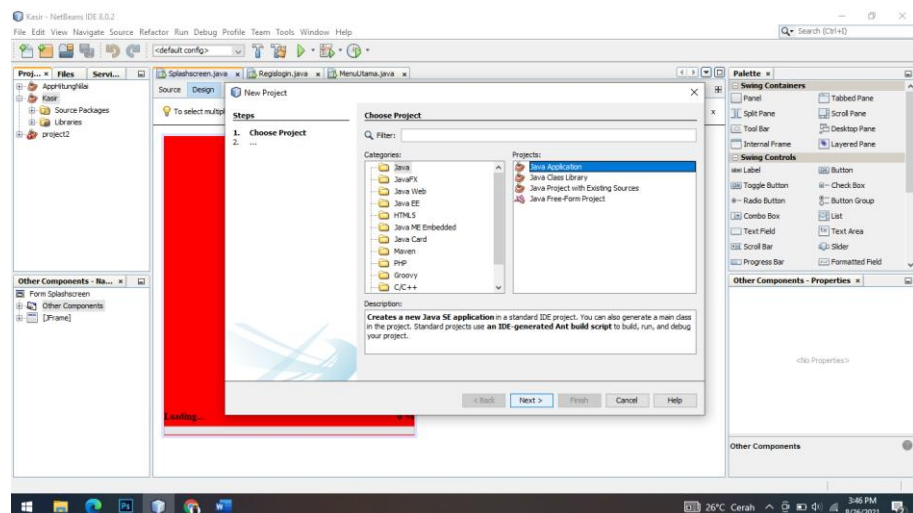 Kasir - NetBeans IDE 8.0.2
File Edit View Navigate Source Refactor Run Debug Profile Team Tools Window Help
Search (Ctrl+I)
<default config>
Proj... Files Servi...
AppHitungNilai
Kasir
Source Packages
Libraries
project2
Splashscreen.java Regislogin.java MenuUtama.java
Source Design
To select multipl
New Project
Steps
1. Choose Project
2. ...
Choose Project
Filter:
Categories:
Java
JavaFX
Java Web
Java EE
HTML5
Java ME Embedded
Java Card
Maven
PHP
Groovy
C/C++
Projects:
Java Application
Java Class Library
Java Project with Existing Sources
Java Free-Form Project
Description:
Creates a new Java SE application in a standard IDE project. You can also generate a main class
in the project. Standard projects use an IDE-generated Ant build script to build, run, and debug
your project.
< Back Next > Finish Cancel Help
Loading...
Palette
Swing Containers
Panel Tabbed Pane
Split Pane Scroll Pane
Tool Bar Desktop Pane
Internal Frame Layered Pane
Swing Controls
Label Button
Toggle Button Check Box
Radio Button Button Group
Combo Box List
Text Field Text Area
Scroll Bar Slider
Progress Bar Formatted Field
Other Components - Na...
Form Splashscreen
Other Components
[JFrame]
Other Components - Properties
<No Properties>
Other Components
26°C Cerah
3:46 PM
8/26/2021